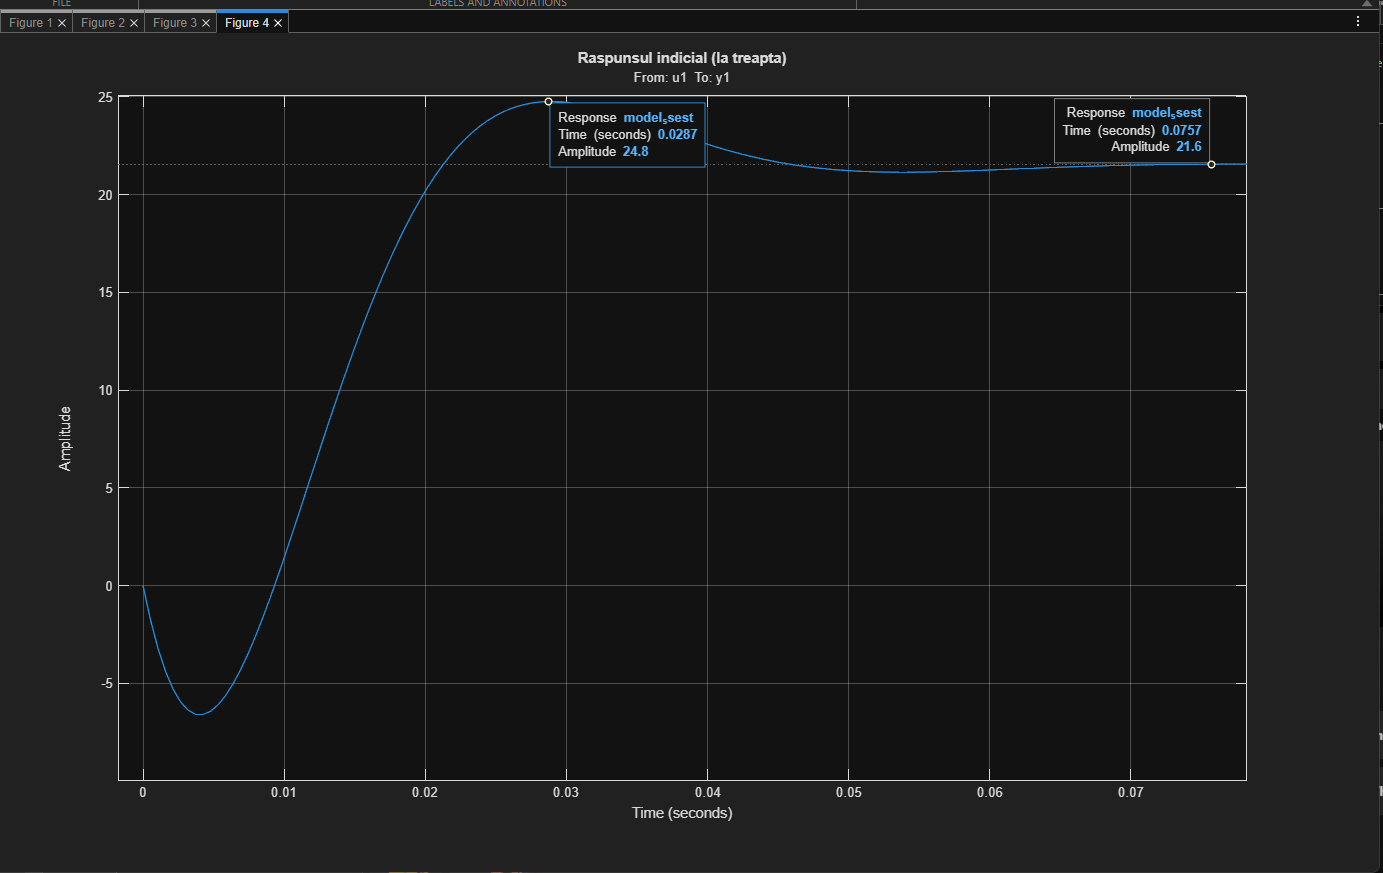 FILE
LABELS AND ANNOTATIONS
Figure 1 ×
Figure 2 ×
Figure 3 ×
Figure 4 ×
Raspunsul indicial (la treapta)
From: u1 To: y1
Response modelₛsest
Time (seconds) 0.0287
Amplitude 24.8
Response modelₛsest
Time (seconds) 0.0757
Amplitude 21.6
25
20
15
10
5
0
-5
Amplitude
0
0.01
0.02
0.03
0.04
0.05
0.06
0.07
Time (seconds)